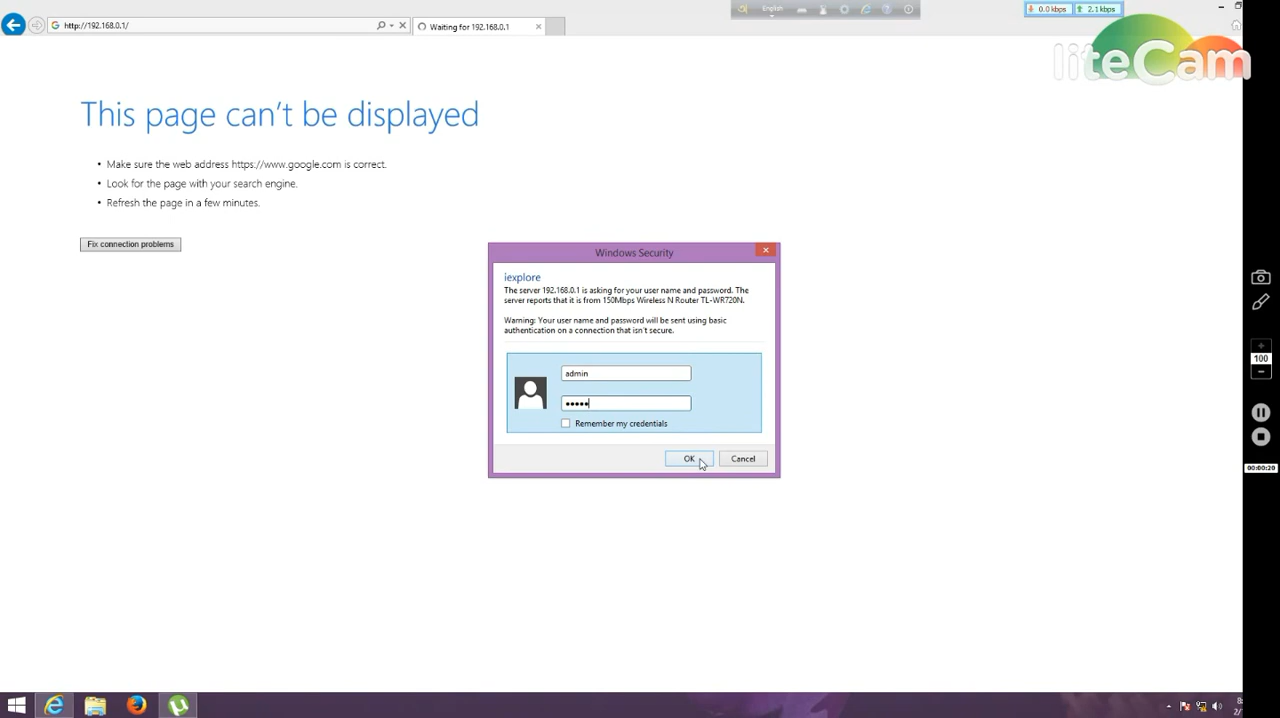 http://192.168.0.1/
Waiting for 192.168.0.1
English
0.0 kbps
2.1 kbps
liteCam
This page can't be displayed
• Make sure the web address https://www.google.com is correct.
• Look for the page with your search engine.
• Refresh the page in a few minutes.
Fix connection problems
Windows Security
iexplore
The server 192.168.0.1 is asking for your user name and password. The
server reports that it is from 150Mbps Wireless N Router TL-WR720N.
Warning: Your user name and password will be sent using basic
authentication on a connection that isn't secure.
admin
•••••
Remember my credentials
OK
Cancel
100
00:00:20